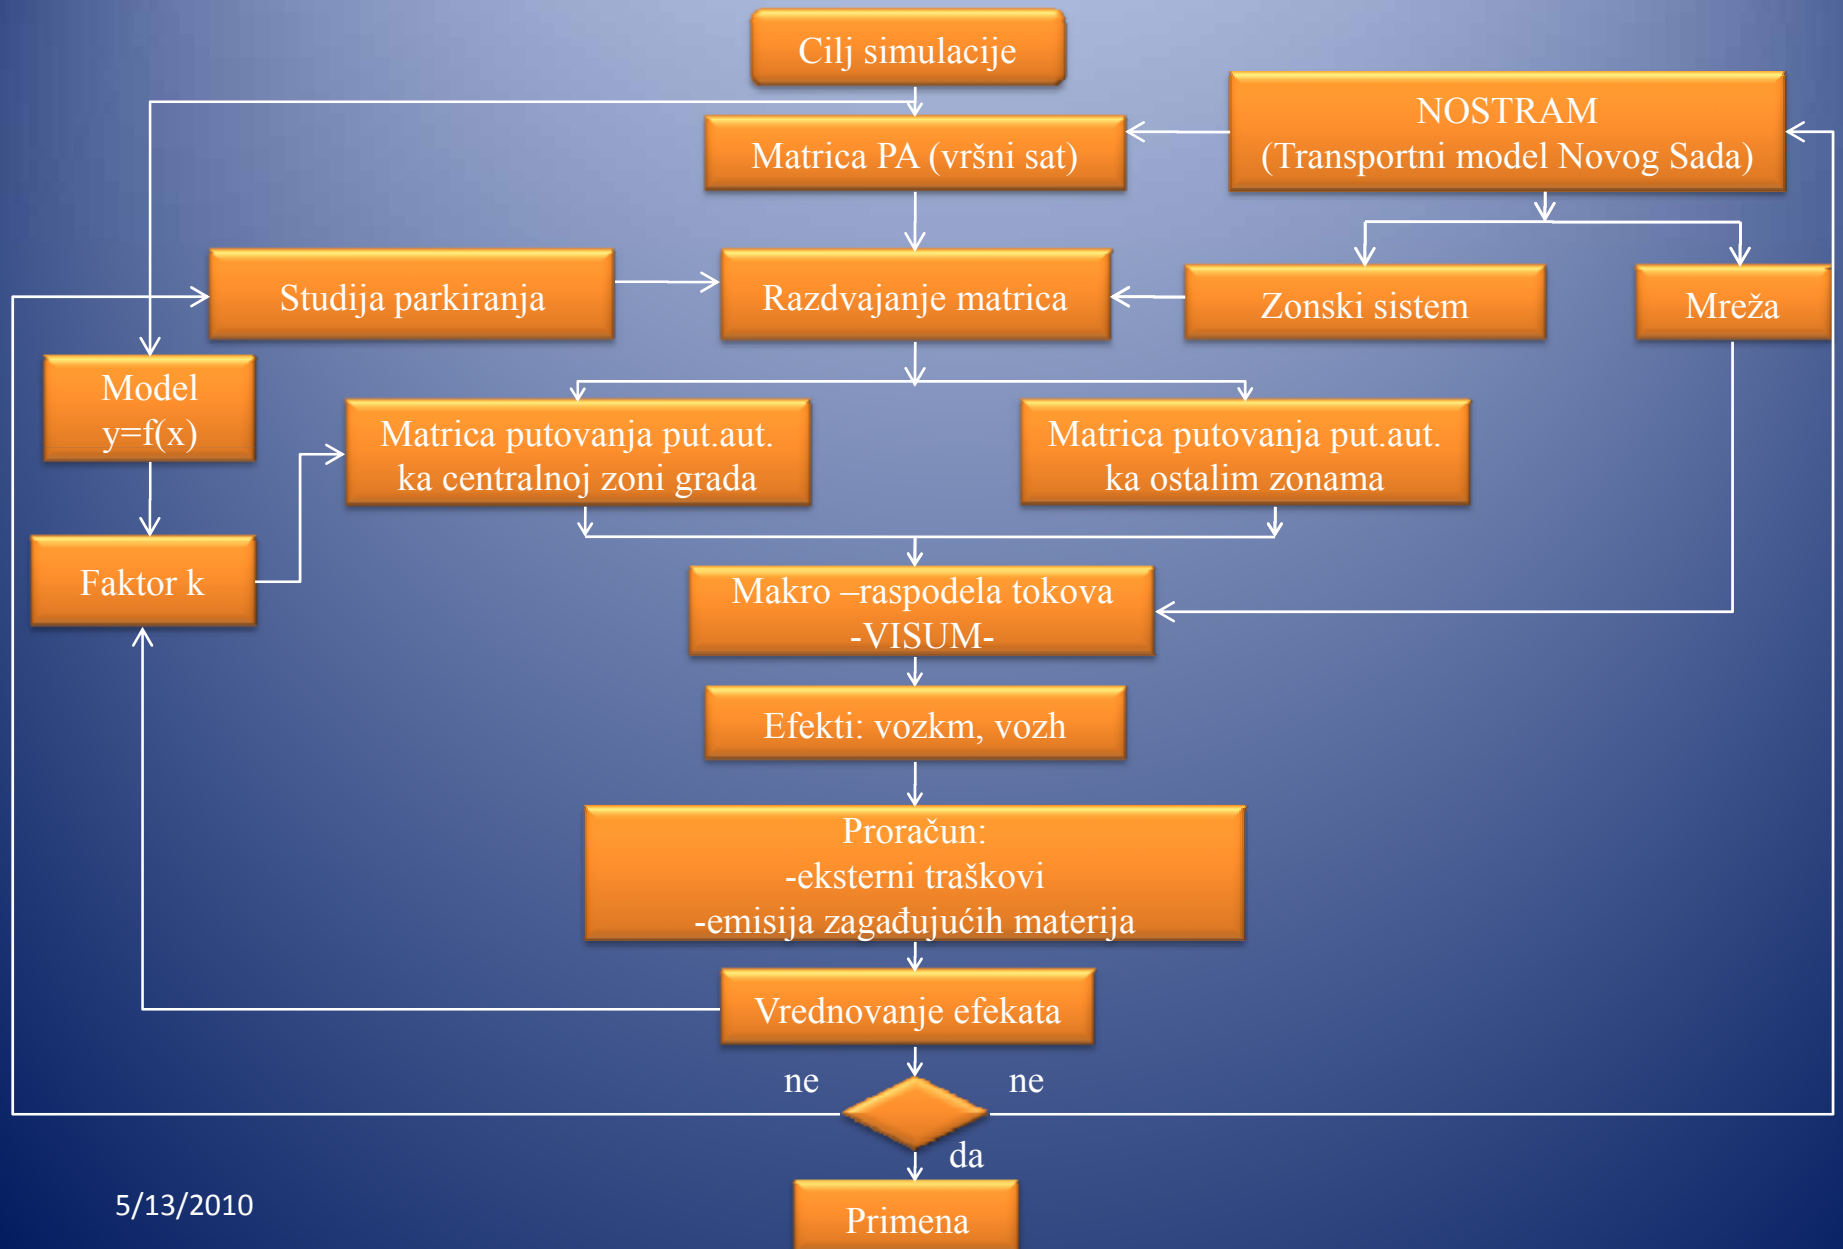 Cilj simulacije
NOSTRAM
(Transportni model Novog Sada)
Matrica PA (vršni sat)
Studija parkiranja
Razdvajanje matrica
Zonski sistem
Mreža
Model
y=f(x)
Matrica putovanja put.aut.
ka centralnoj zoni grada
Matrica putovanja put.aut.
ka ostalim zonama
Faktor k
Makro –raspodela tokova
-VISUM-
Efekti: vozkm, vozh
Proračun:
-eksterni traškovi
-emisija zagađujućih materija
Vrednovanje efekata
ne
ne
da
Primena
5/13/2010